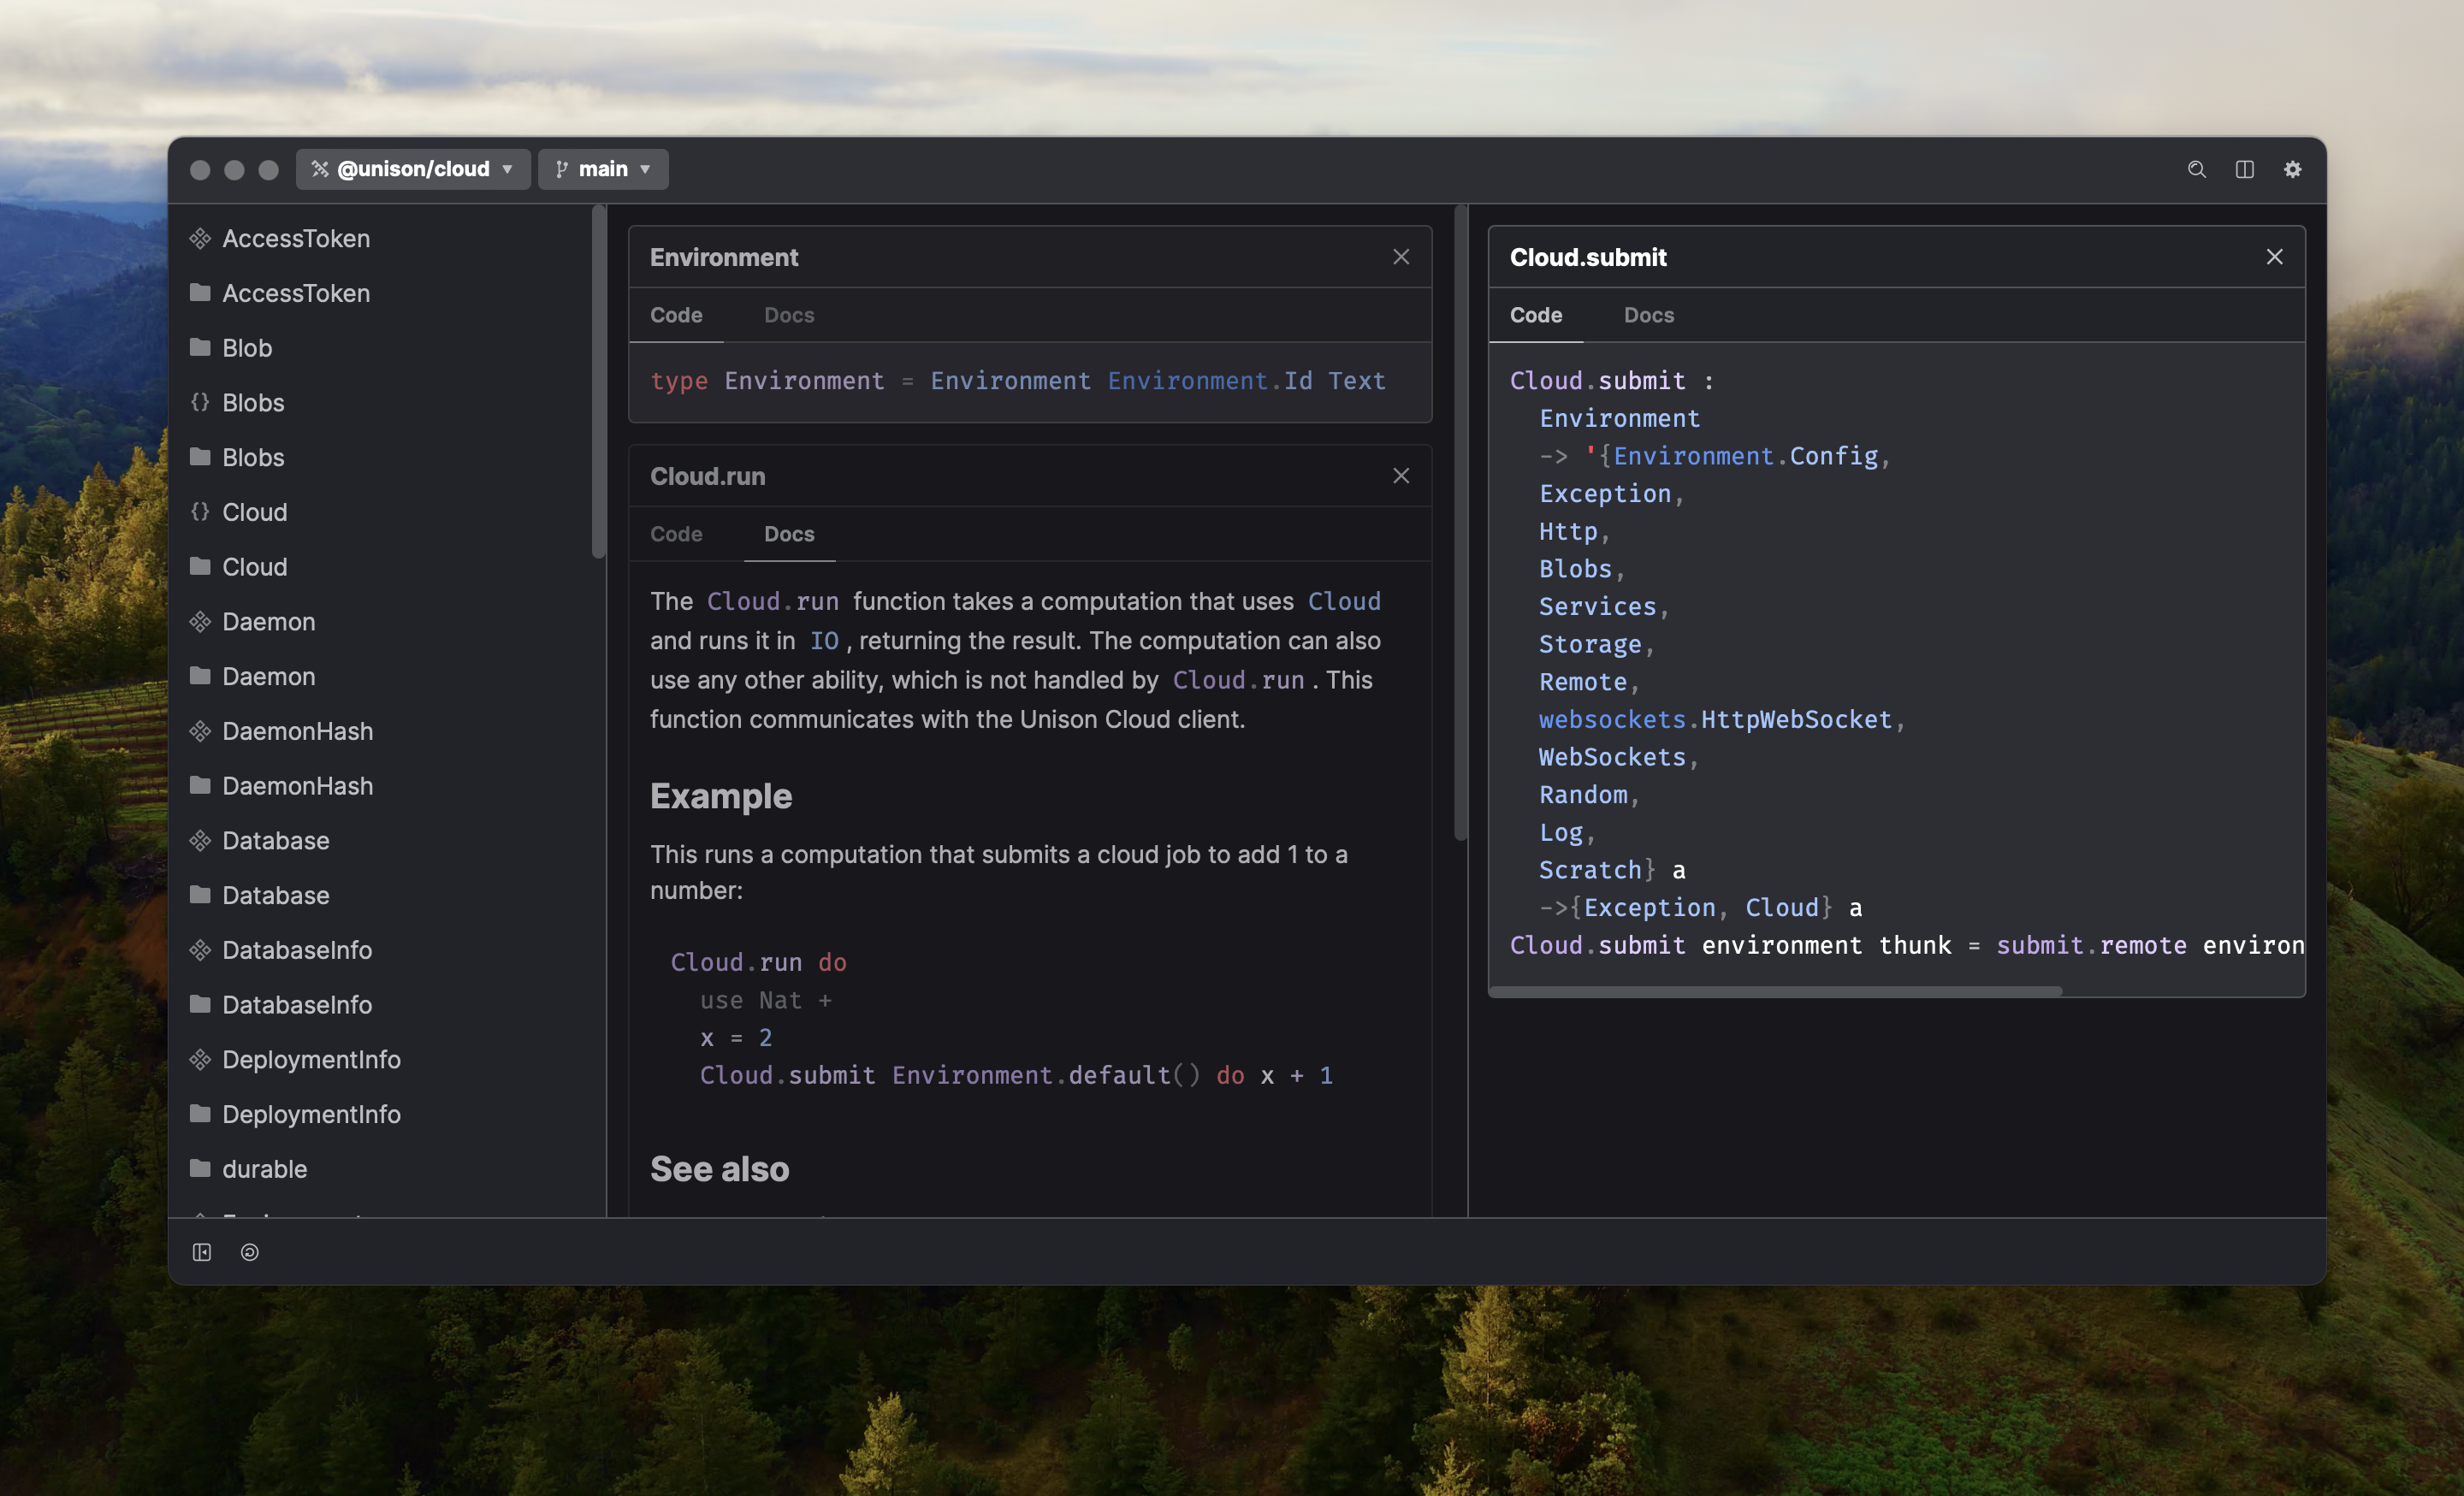 @unison/cloud
main
AccessToken
AccessToken
Blob
Blobs
Blobs
Cloud
Cloud
Daemon
Daemon
DaemonHash
DaemonHash
Database
Database
DatabaseInfo
DatabaseInfo
DeploymentInfo
DeploymentInfo
durable
Environment
Code Docs
type Environment = Environment Environment.Id Text
Cloud.run
Code Docs
The Cloud.run function takes a computation that uses Cloud
and runs it in IO , returning the result. The computation can also
use any other ability, which is not handled by Cloud.run . This
function communicates with the Unison Cloud client.
Example
This runs a computation that submits a cloud job to add 1 to a
number:
Cloud.run do
use Nat +
x = 2
Cloud.submit Environment.default() do x + 1
See also
Cloud.submit
Code Docs
Cloud.submit :
Environment
-> '{Environment.Config,
Exception,
Http,
Blobs,
Services,
Storage,
Remote,
websockets.HttpWebSocket,
WebSockets,
Random,
Log,
Scratch} a
->{Exception, Cloud} a
Cloud.submit environment thunk = submit.remote environ